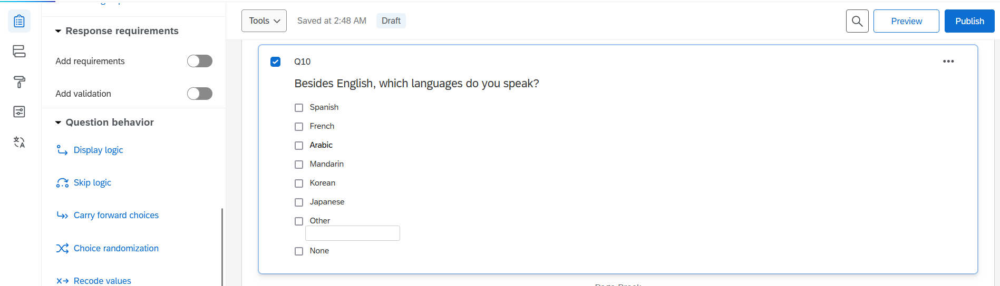 Response requirements
Add requirements
Add validation
Question behavior
Display logic
Skip logic
Carry forward choices
Choice randomization
Recode values
Tools
Saved at 2:48 AM
Draft
Preview
Publish
Q10
Besides English, which languages do you speak?
Spanish
French
Arabic
Mandarin
Korean
Japanese
Other
None
Page Break